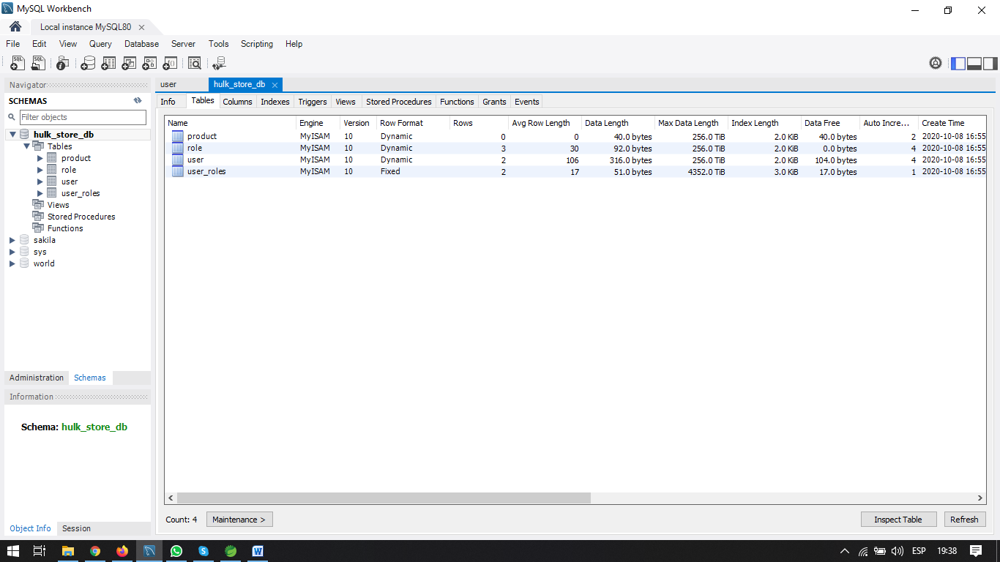 MySQL Workbench
Local instance MySQL80
File Edit View Query Database Server Tools Scripting Help
Navigator
SCHEMAS
Filter objects
hulk_store_db
Tables
product
role
user
user_roles
Views
Stored Procedures
Functions
sakila
sys
world
Administration Schemas
Information
Schema: hulk_store_db
Object Info Session
user hulk_store_db
Info Tables Columns Indexes Triggers Views Stored Procedures Functions Grants Events
Name Engine Version Row Format Rows Avg Row Length Data Length Max Data Length Index Length Data Free Auto Incre... Create Time
product MyISAM 10 Dynamic 0 0 40.0 bytes 256.0 TiB 2.0 KiB 40.0 bytes 2 2020-10-08 16:55
role MyISAM 10 Dynamic 3 30 92.0 bytes 256.0 TiB 2.0 KiB 0.0 bytes 4 2020-10-08 16:55
user MyISAM 10 Dynamic 2 106 316.0 bytes 256.0 TiB 2.0 KiB 104.0 bytes 4 2020-10-08 16:55
user_roles MyISAM 10 Fixed 2 17 51.0 bytes 4352.0 TiB 3.0 KiB 17.0 bytes 1 2020-10-08 16:55
Count: 4 Maintenance > Inspect Table Refresh
ESP 19:38